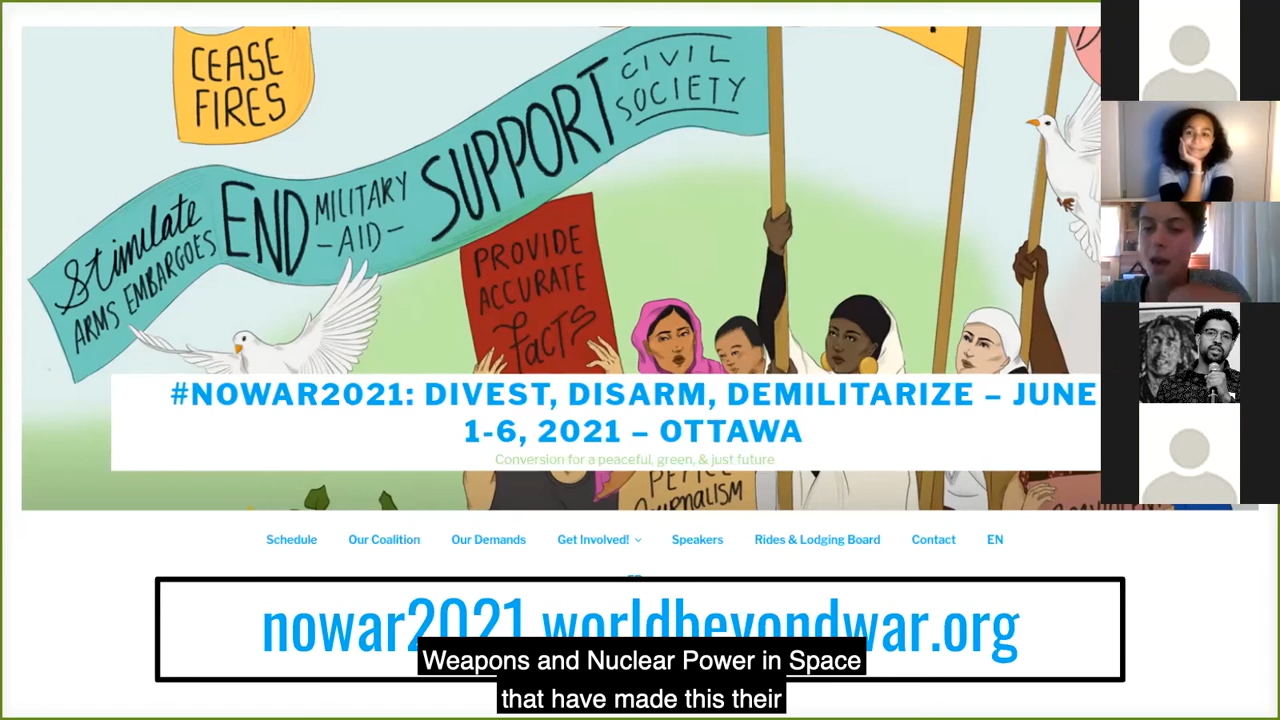 CEASE
FIRES
CIVIL
SOCIETY
Stimulate
ARMS EMBARGOES
END
MILITARY
-AID-
SUPPORT
PROVIDE
ACCURATE
FACTS
#NOWAR2021: DIVEST, DISARM, DEMILITARIZE – JUNE
1-6, 2021 – OTTAWA
Conversion for a peaceful, green, & just future
PEACE
JOURNALISM
Schedule Our Coalition Our Demands Get Involved! Speakers Rides & Lodging Board Contact EN
nowar2021.worldbeyondwar.org
Weapons and Nuclear Power in Space
that have made this their